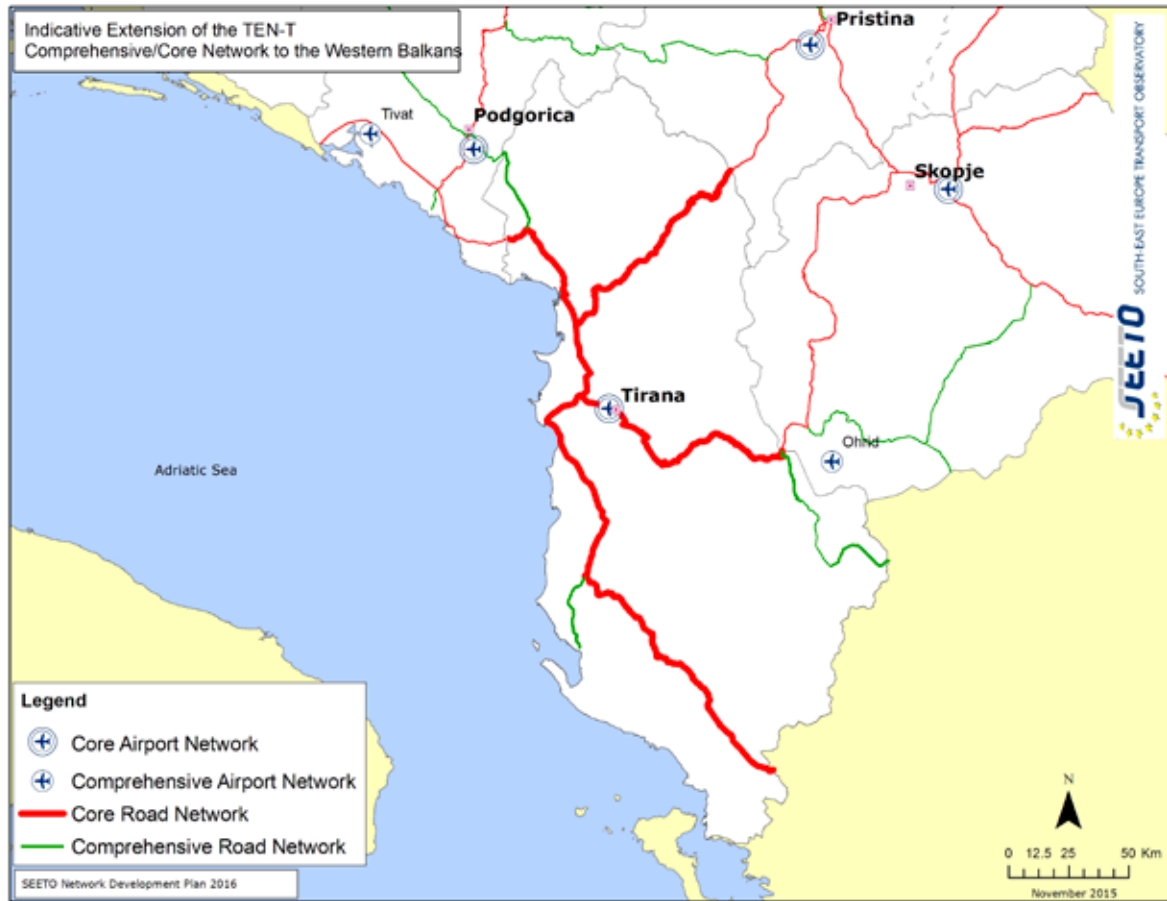 Indicative Extension of the TEN-T
Comprehensive/Core Network to the Western Balkans
Pristina
Tivat
Podgorica
Skopje
Tirana
Ohrid
Adriatic Sea
SEETO SOUTH-EAST EUROPE TRANSPORT OBSERVATORY
Legend
Core Airport Network
Comprehensive Airport Network
Core Road Network
Comprehensive Road Network
SEETO Network Development Plan 2016
N
0 12.5 25 50 Km
November 2015